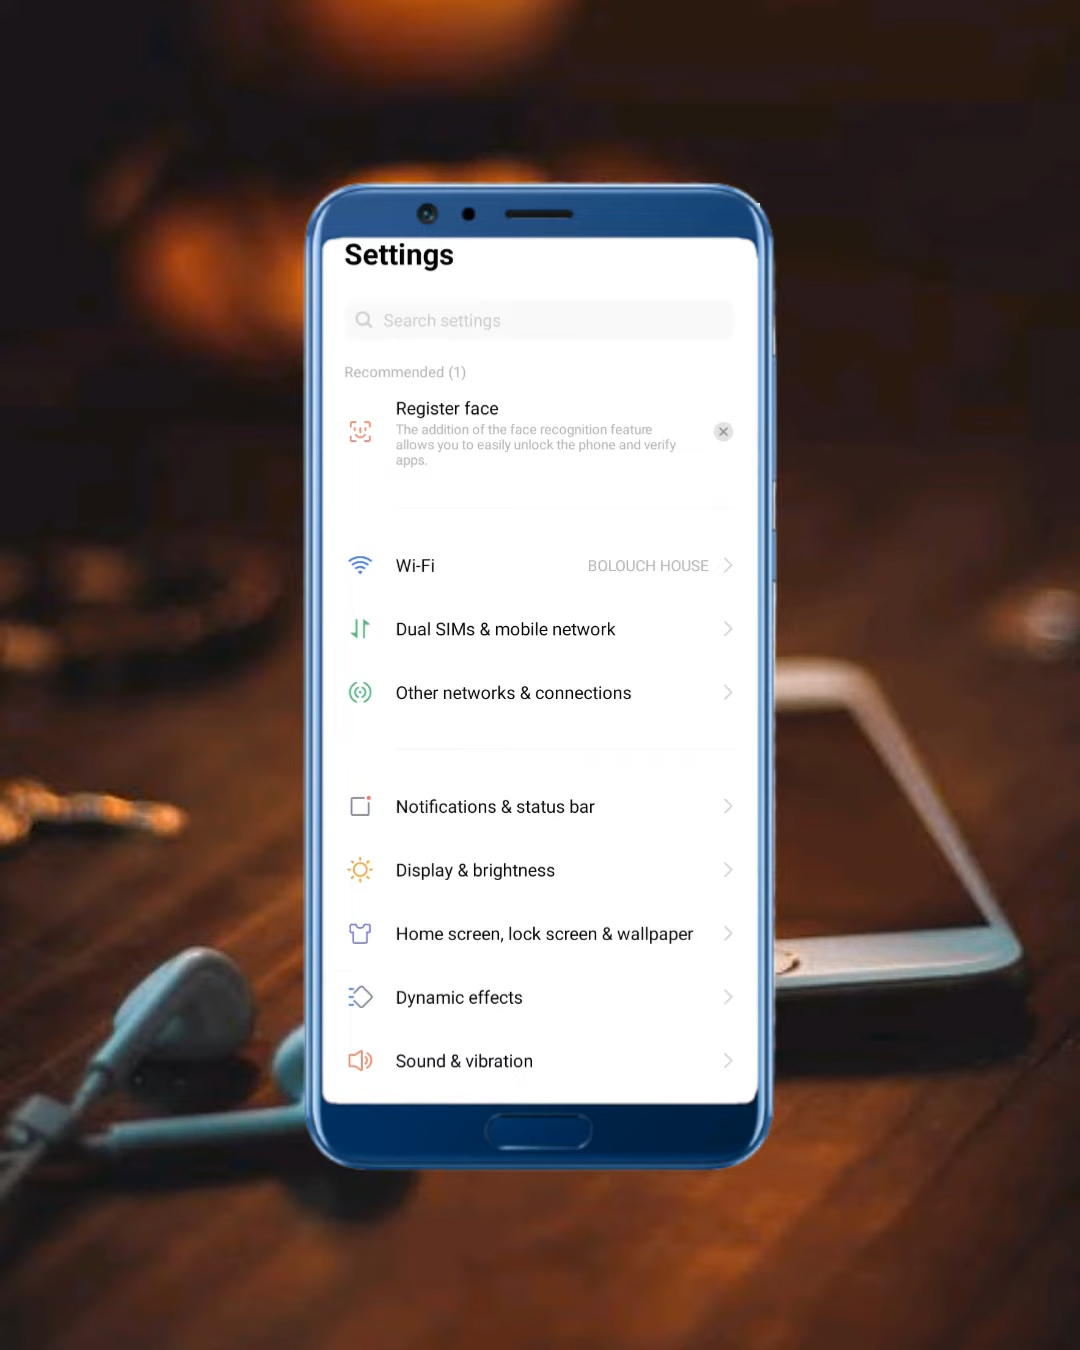 Settings
Search settings
Recommended (1)
Register face
The addition of the face recognition feature
allows you to easily unlock the phone and verify
apps.
Wi-Fi BOLOUCH HOUSE
Dual SIMs & mobile network
Other networks & connections
Notifications & status bar
Display & brightness
Home screen, lock screen & wallpaper
Dynamic effects
Sound & vibration